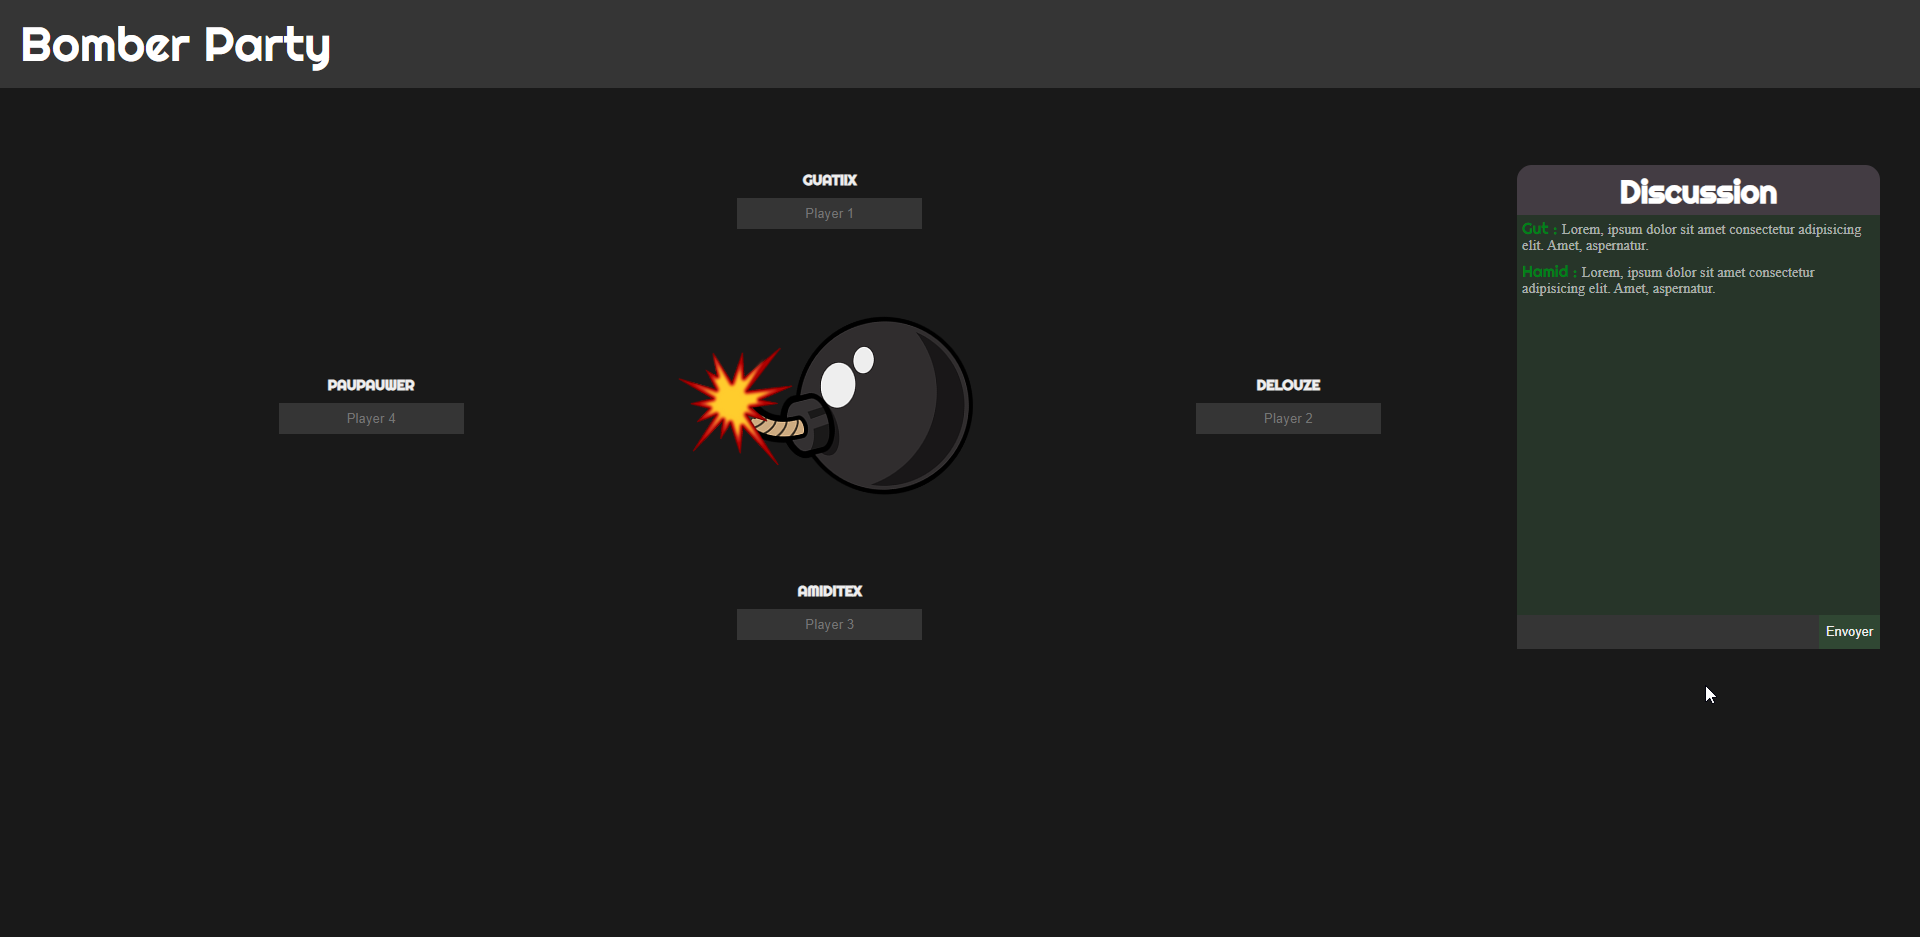 Bomber Party
GUATIIX
Player 1
PAUPAUWER
Player 4
DELOUZE
Player 2
AMIDITEX
Player 3
Discussion
Gut : Lorem, ipsum dolor sit amet consectetur adipisicing
elit. Amet, aspernatur.
Hamid : Lorem, ipsum dolor sit amet consectetur
adipisicing elit. Amet, aspernatur.
Envoyer